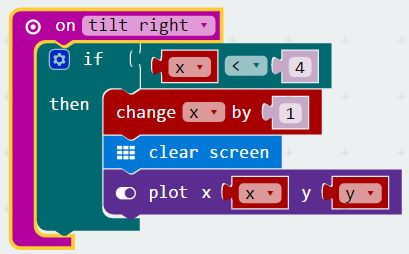 on tilt right
if x < 4
then
change x by 1
clear screen
plot x x y y